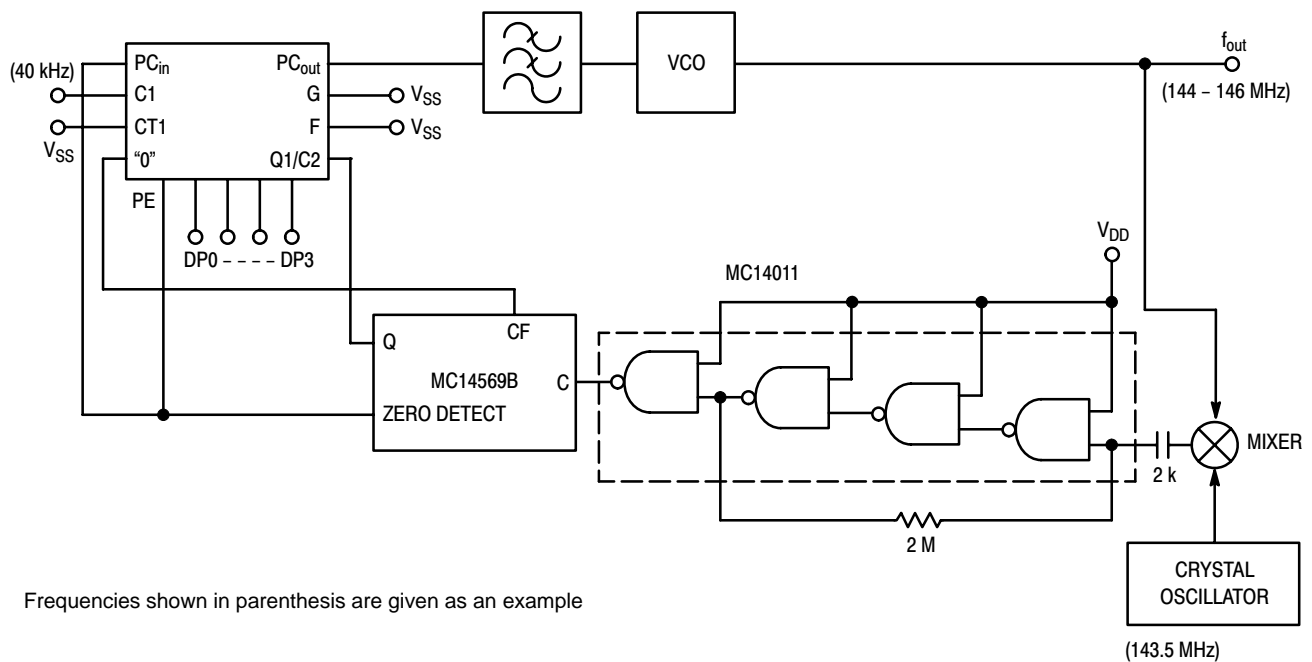 (40 kHz)
PCin
C1
CT1
"0"
VSS
PE
PCout
G
F
Q1/C2
VSS
VSS
DP0 – – – – DP3
VCO
fout
(144 – 146 MHz)
VDD
MC14011
Q
CF
MC14569B
C
ZERO DETECT
MIXER
2 k
2 M
CRYSTAL
OSCILLATOR
(143.5 MHz)
Frequencies shown in parenthesis are given as an example